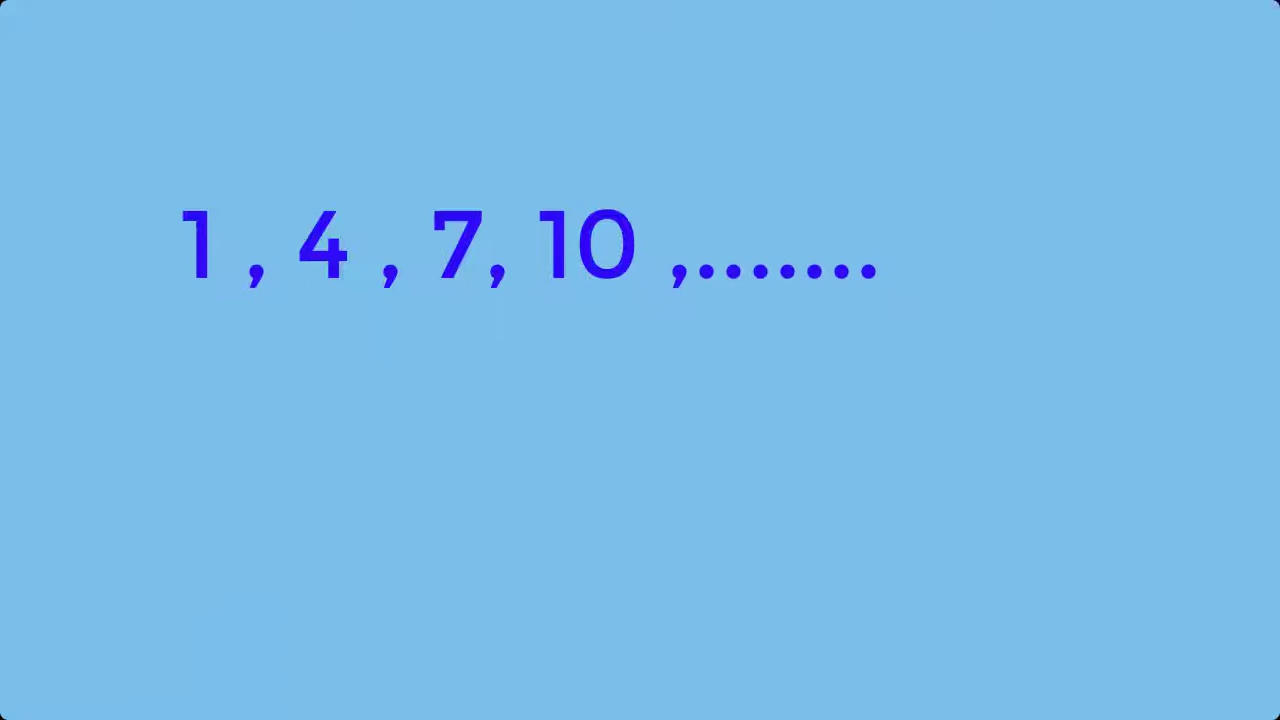 1 , 4 , 7, 10 ,.......